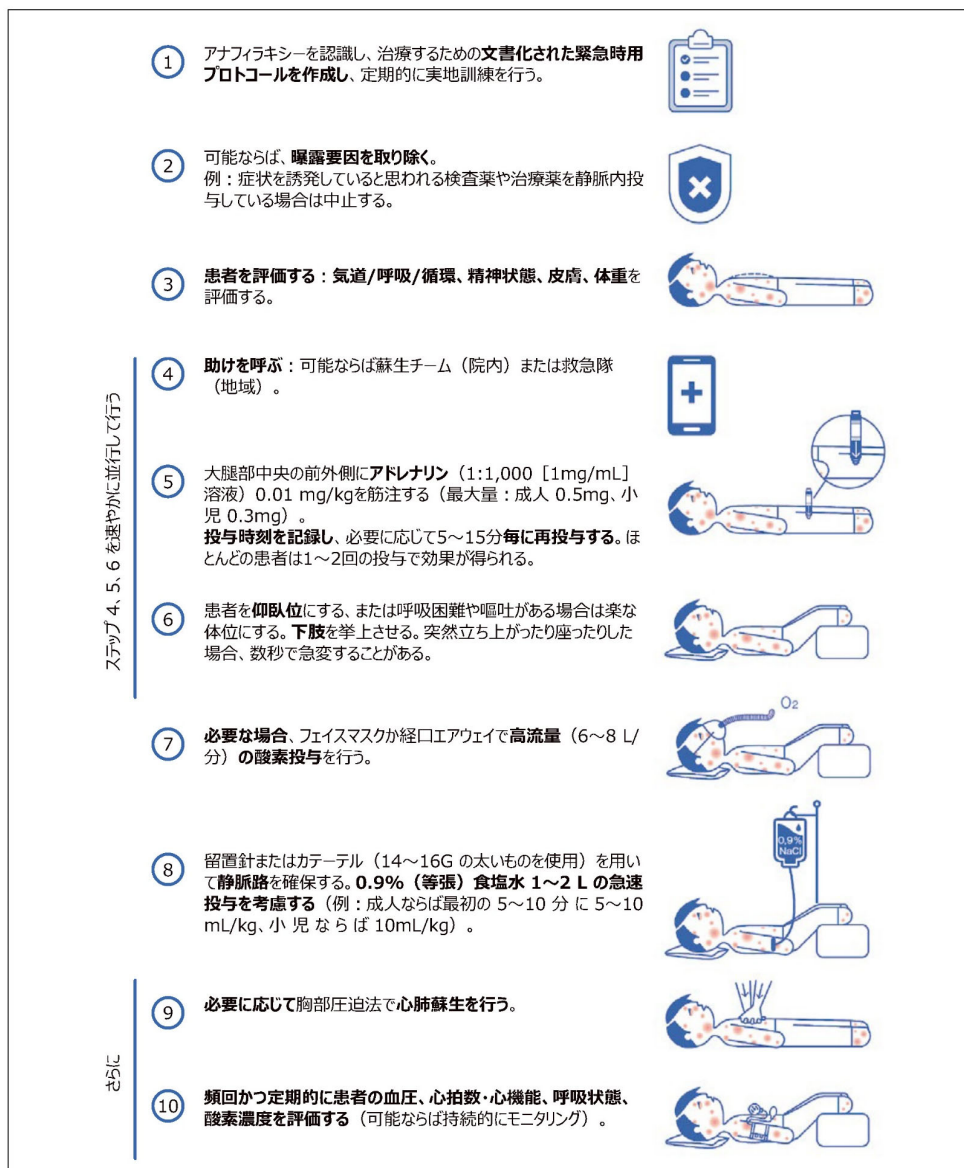 1
アナフィラキシーを認識し、治療するための文書化された緊急時用
プロトコールを作成し、定期的に実地訓練を行う。
2
可能ならば、曝露要因を取り除く。
例：症状を誘発していると思われる検査薬や治療薬を静脈内投
与している場合は中止する。
3
患者を評価する：気道/呼吸/循環、精神状態、皮膚、体重を
評価する。
ステップ 4、5、6 を速やかに並行して行う
4
助けを呼ぶ：可能ならば蘇生チーム（院内）または救急隊
（地域）。
5
大腿部中央の前外側にアドレナリン（1:1,000［1mg/mL］
溶液）0.01 mg/kgを筋注する（最大量：成人 0.5mg、小
児 0.3mg）。
投与時刻を記録し、必要に応じて5～15分毎に再投与する。ほ
とんどの患者は1～2回の投与で効果が得られる。
6
患者を仰臥位にする、または呼吸困難や嘔吐がある場合は楽な
体位にする。下肢を挙上させる。突然立ち上がったり座ったりした
場合、数秒で急変することがある。
7
必要な場合、フェイスマスクか経口エアウェイで高流量（6～8 L/
分）の酸素投与を行う。
O2
8
留置針またはカテーテル（14～16G の太いものを使用）を用い
て静脈路を確保する。0.9%（等張）食塩水 1～2 L の急速
投与を考慮する（例：成人ならば最初の 5～10 分 に 5～10
mL/kg、小 児 な ら ば 10mL/kg）。
0.9%
NaCl
さらに
9
必要に応じて胸部圧迫法で心肺蘇生を行う。
10
頻回かつ定期的に患者の血圧、心拍数・心機能、呼吸状態、
酸素濃度を評価する（可能ならば持続的にモニタリング）。